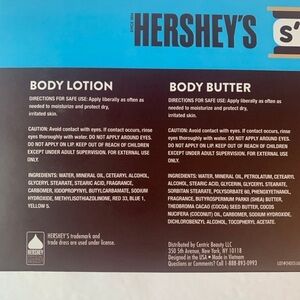 SINCE 1894
HERSHEY'S
S'
BODY LOTION
DIRECTIONS FOR SAFE USE: Apply liberally as often as
needed to moisturize and protect dry,
irritated skin.
CAUTION: Avoid contact with eyes. If contact occurs, rinse
eyes thoroughly with water. DO NOT APPLY AROUND EYES.
DO NOT APPLY ON LIP. KEEP OUT OF REACH OF CHILDREN
EXCEPT UNDER ADULT SUPERVISION. FOR EXTERNAL USE
ONLY.
INGREDIENTS: WATER, MINERAL OIL, CETEARYL ALCOHOL,
GLYCERYL STEARATE, STEARIC ACID, FRAGRANCE,
CARBOMER, IODOPROPYNYL BUTYLCARBAMATE, SODIUM
HYDROXIDE, METHYLISOTHIAZOLINONE, RED 33, BLUE 1,
YELLOW 5.
HERSHEY'S trademark and
trade dress are used under license.
BODY BUTTER
DIRECTIONS FOR SAFE USE: Apply liberally as often as
needed to moisturize and protect dry,
irritated skin.
CAUTION: Avoid contact with eyes. If contact occurs, rinse
eyes thoroughly with water. DO NOT APPLY AROUND EYES.
DO NOT APPLY ON LIP. KEEP OUT OF REACH OF CHILDREN
EXCEPT UNDER ADULT SUPERVISION. FOR EXTERNAL USE
ONLY.
INGREDIENTS: WATER, MINERAL OIL, PETROLATUM, CETEARYL
ALCOHOL, STEARIC ACID, GLYCERIN, GLYCERYL STEARATE,
SORBITAN STEARATE, POLYSORBATE 60, PHENOXYETHANOL,
FRAGRANCE, BUTYROSPERMUM PARKII (SHEA) BUTTER,
THEOBROMA CACAO (COCOA) SEED BUTTER, COCOS
NUCIFERA (COCONUT) OIL, CARBOMER, SODIUM HYDROXIDE,
DICHLOROBENZYL ALCOHOL, TOCOPHERYL ACETATE.
Distributed by Centric Beauty LLC
350 5th Avenue, New York, NY 10118
Designed in the USA • Made in Vietnam
Questions or Comments? Call 1-888-893-0993